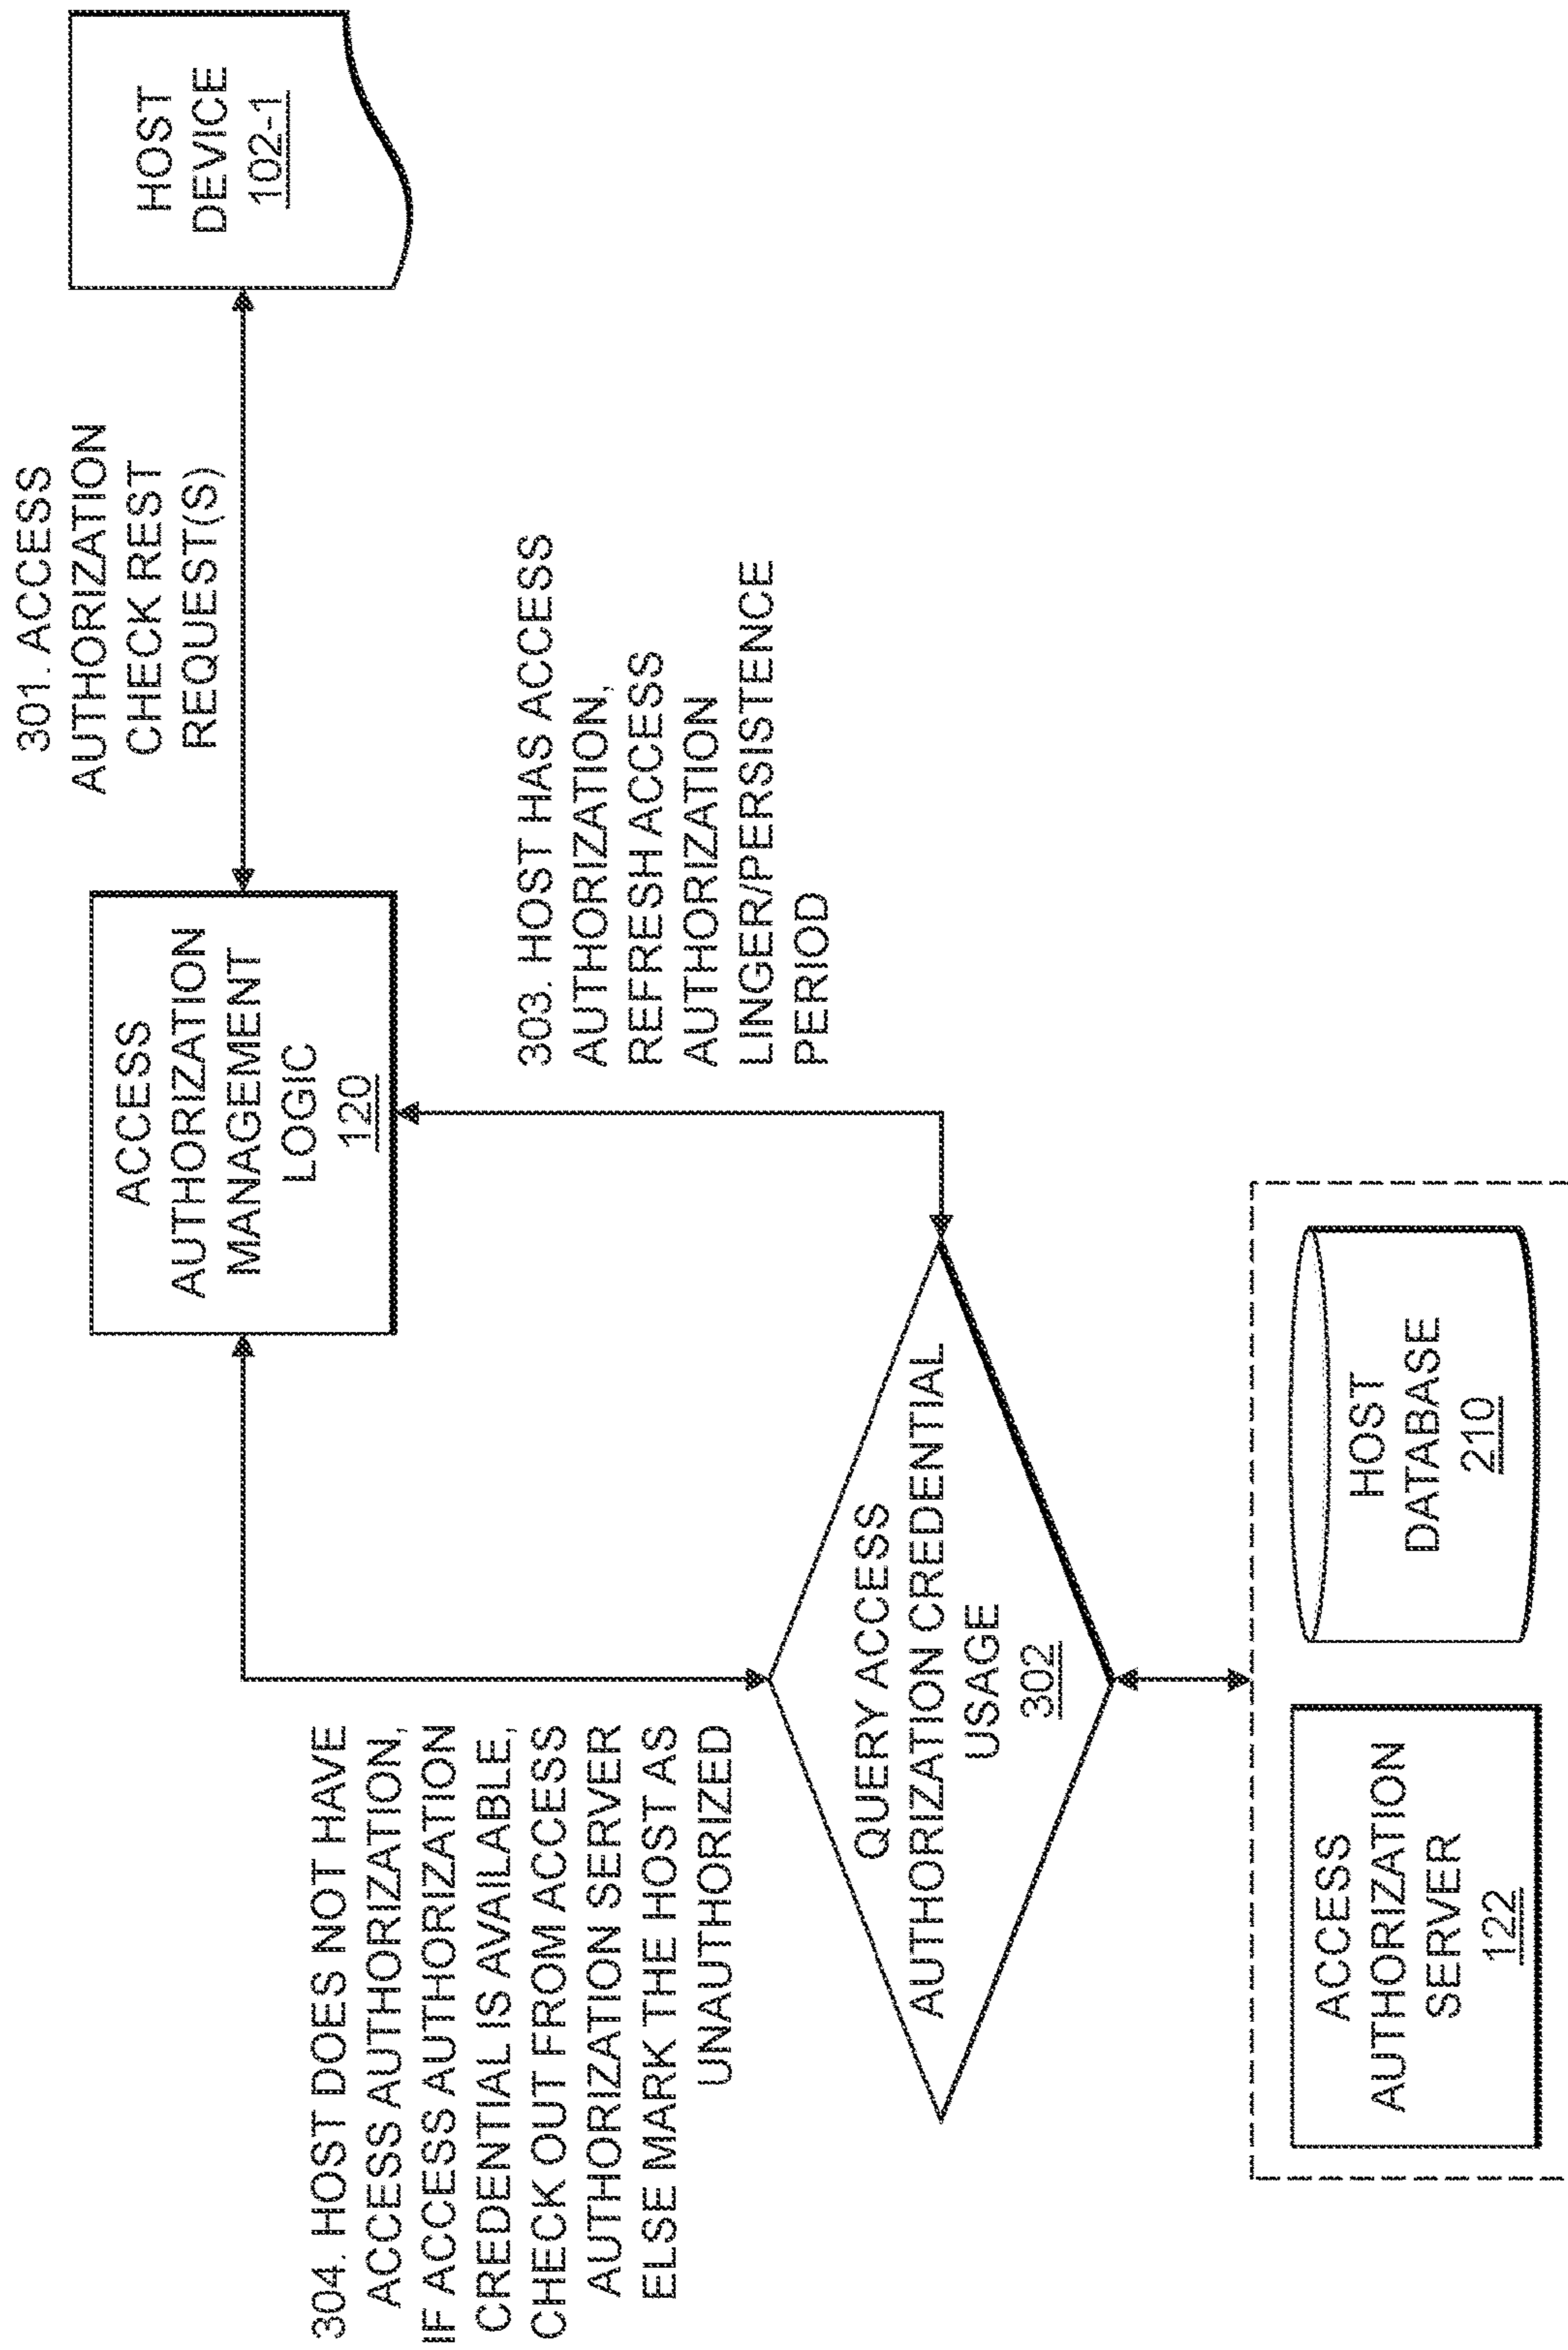 301. ACCESS
AUTHORIZATION
CHECK REST
REQUEST(S)
HOST
DEVICE
102-1
ACCESS
AUTHORIZATION
MANAGEMENT
LOGIC
120
304. HOST DOES NOT HAVE
ACCESS AUTHORIZATION,
IF ACCESS AUTHORIZATION
CREDENTIAL IS AVAILABLE,
CHECK OUT FROM ACCESS
AUTHORIZATION SERVER
ELSE MARK THE HOST AS
UNAUTHORIZED
303. HOST HAS ACCESS
AUTHORIZATION,
REFRESH ACCESS
AUTHORIZATION
LINGER/PERSISTENCE
PERIOD
QUERY ACCESS
AUTHORIZATION CREDENTIAL
USAGE
302
ACCESS
AUTHORIZATION
SERVER
122
HOST
DATABASE
210